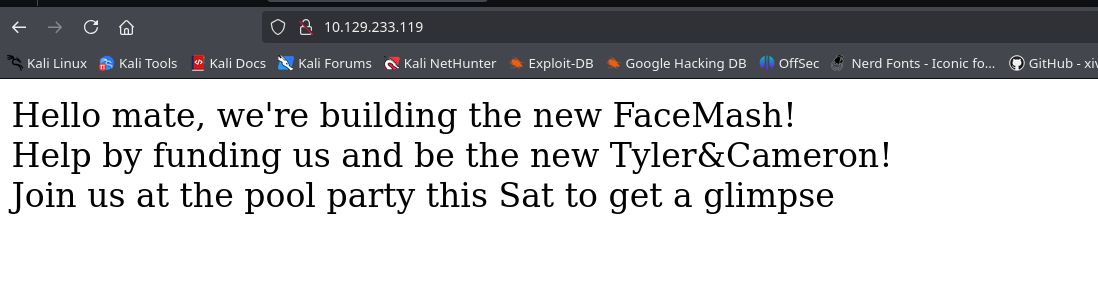 10.129.233.119
Kali Linux Kali Tools Kali Docs Kali Forums Kali NetHunter Exploit-DB Google Hacking DB OffSec Nerd Fonts - Iconic fo... GitHub - xiv
Hello mate, we're building the new FaceMash!
Help by funding us and be the new Tyler&Cameron!
Join us at the pool party this Sat to get a glimpse